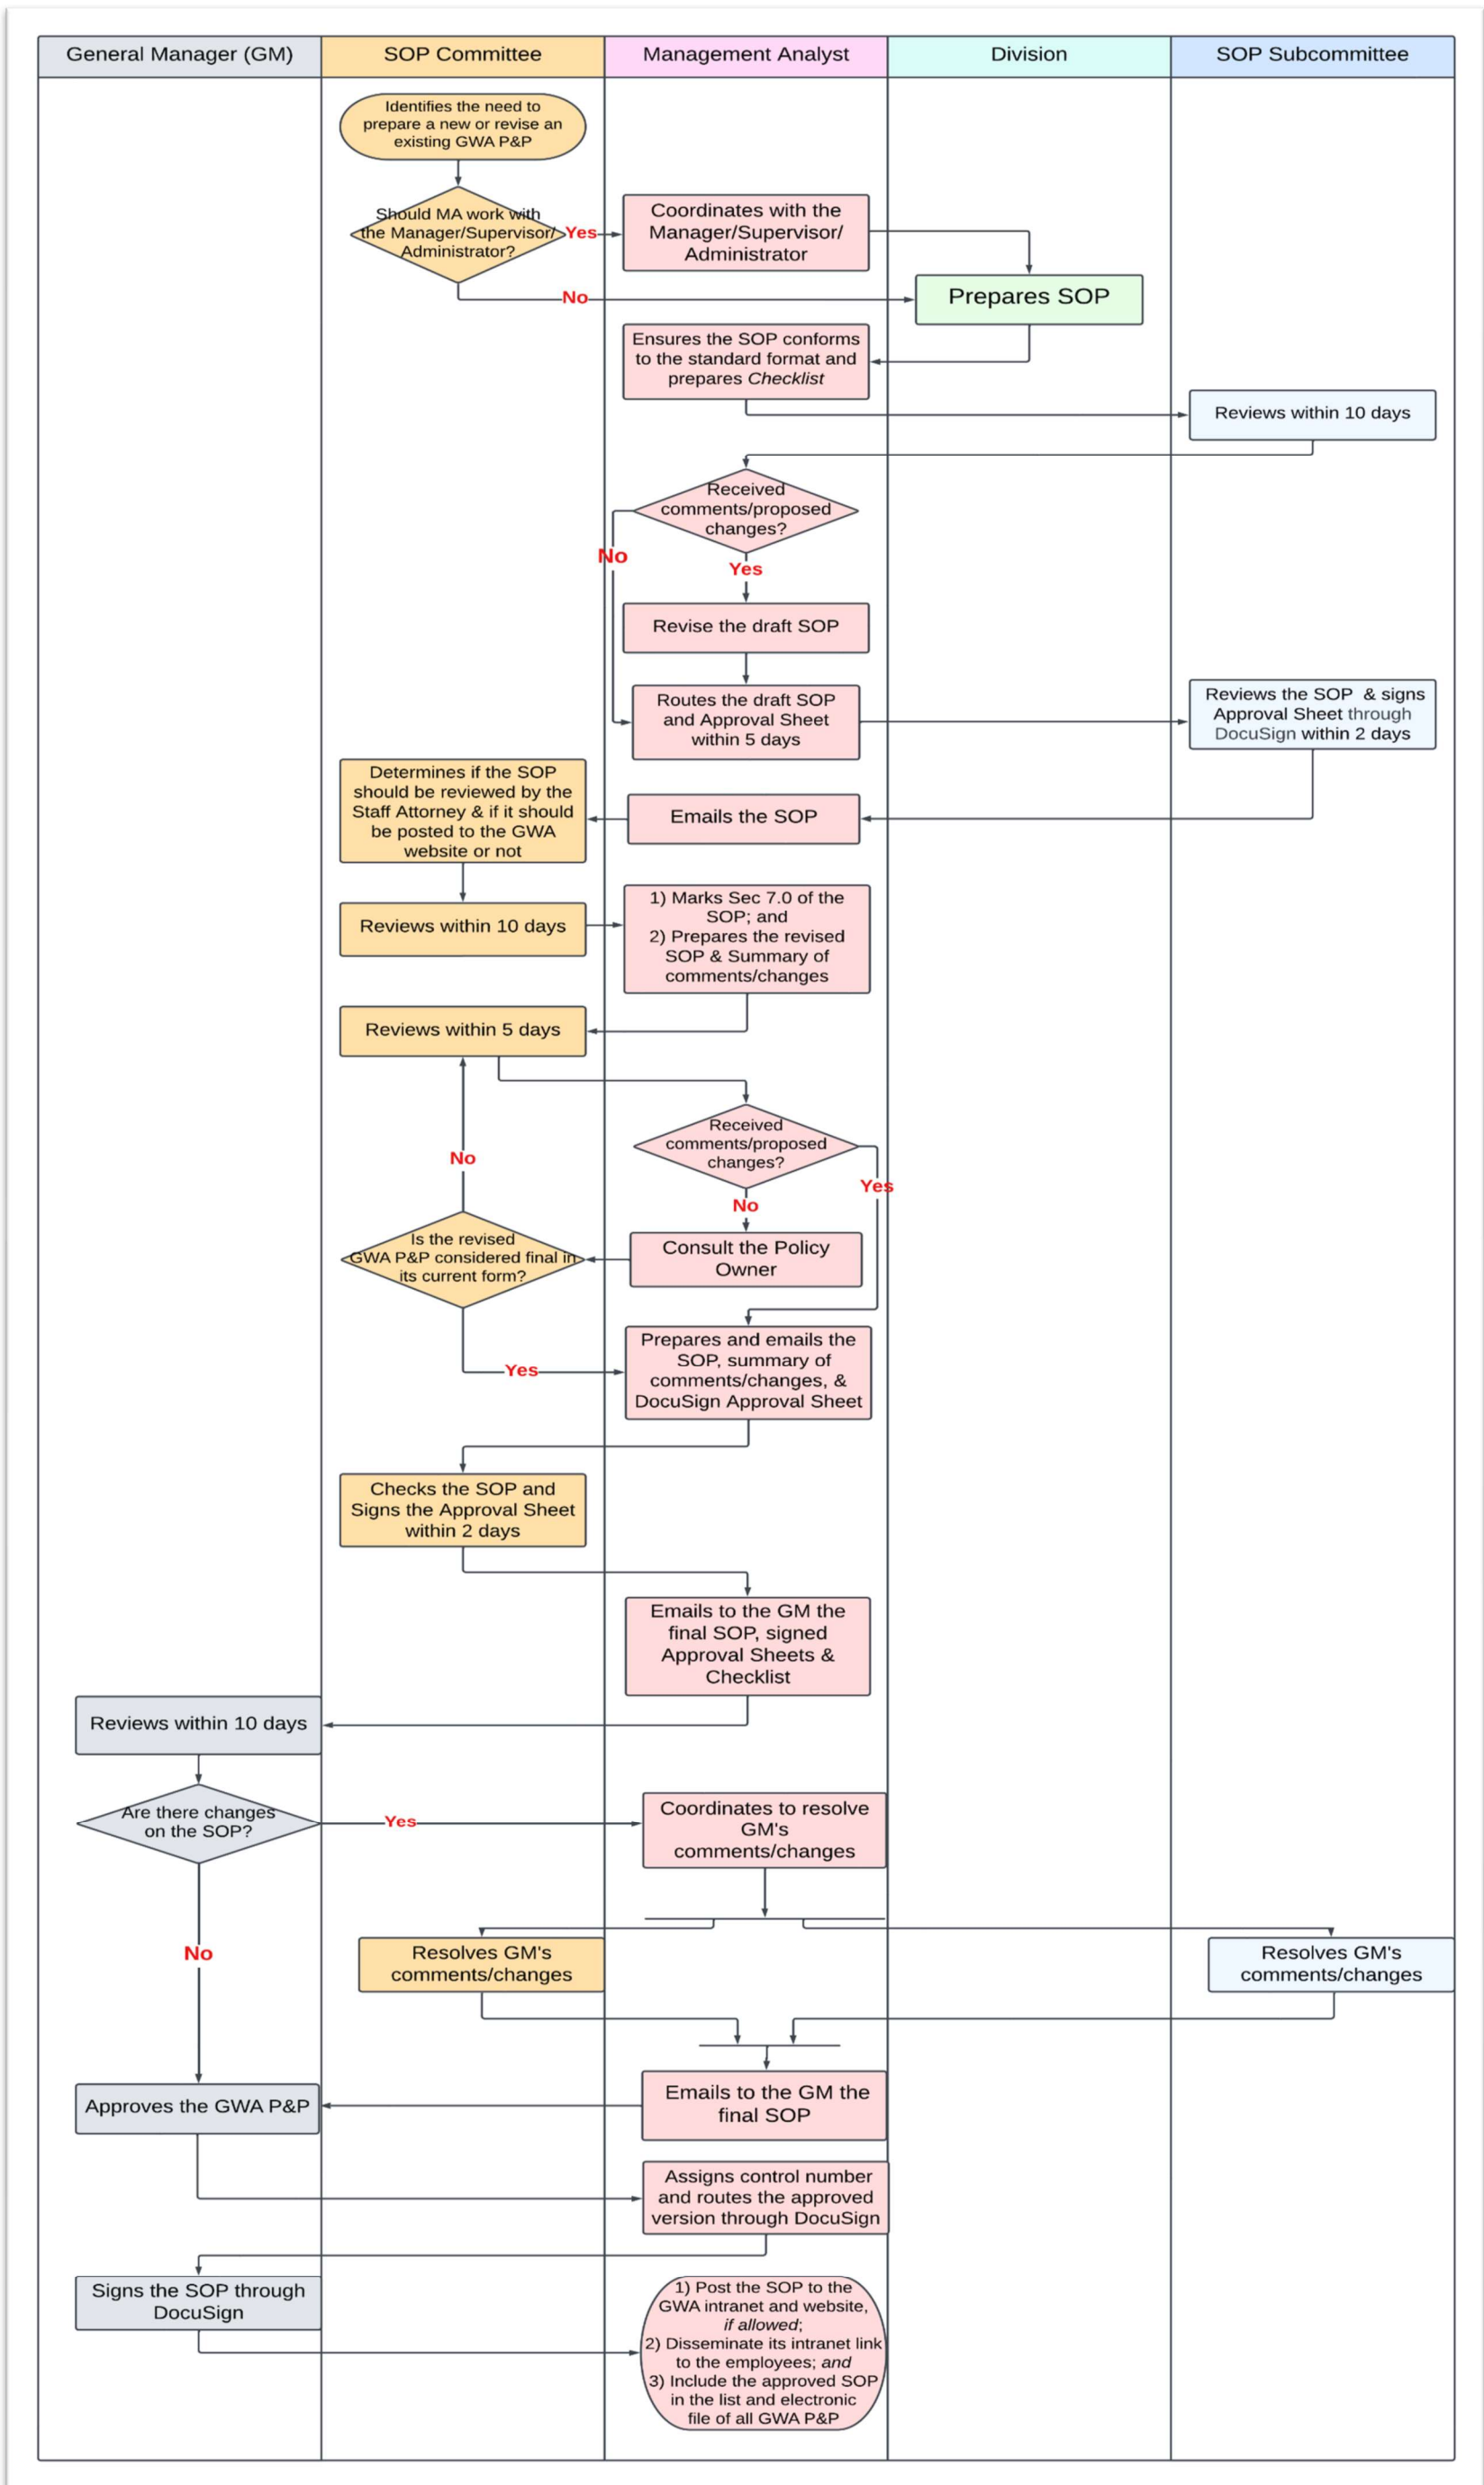 General Manager (GM)
SOP Committee
Management Analyst
Division
SOP Subcommittee
Identifies the need to
prepare a new or revise an
existing GWA P&P
Should MA work with
the Manager/Supervisor/
Administrator?
Yes
Coordinates with the
Manager/Supervisor/
Administrator
No
Prepares SOP
Ensures the SOP conforms
to the standard format and
prepares Checklist
Reviews within 10 days
Received
comments/proposed
changes?
No
Yes
Revise the draft SOP
Routes the draft SOP
and Approval Sheet
within 5 days
Reviews the SOP & signs
Approval Sheet through
DocuSign within 2 days
Determines if the SOP
should be reviewed by the
Staff Attorney & if it should
be posted to the GWA
website or not
Emails the SOP
Reviews within 10 days
1) Marks Sec 7.0 of the
SOP; and
2) Prepares the revised
SOP & Summary of
comments/changes
Reviews within 5 days
Received
comments/proposed
changes?
No
Yes
No
Is the revised
GWA P&P considered final in
its current form?
Consult the Policy
Owner
Yes
Prepares and emails the
SOP, summary of
comments/changes, &
DocuSign Approval Sheet
Checks the SOP and
Signs the Approval Sheet
within 2 days
Emails to the GM the
final SOP, signed
Approval Sheets &
Checklist
Reviews within 10 days
Are there changes
on the SOP?
Yes
Coordinates to resolve
GM's
comments/changes
No
Resolves GM's
comments/changes
Resolves GM's
comments/changes
Approves the GWA P&P
Emails to the GM the
final SOP
Assigns control number
and routes the approved
version through DocuSign
Signs the SOP through
DocuSign
1) Post the SOP to the
GWA intranet and website,
if allowed;
2) Disseminate its intranet link
to the employees; and
3) Include the approved SOP
in the list and electronic
file of all GWA P&P